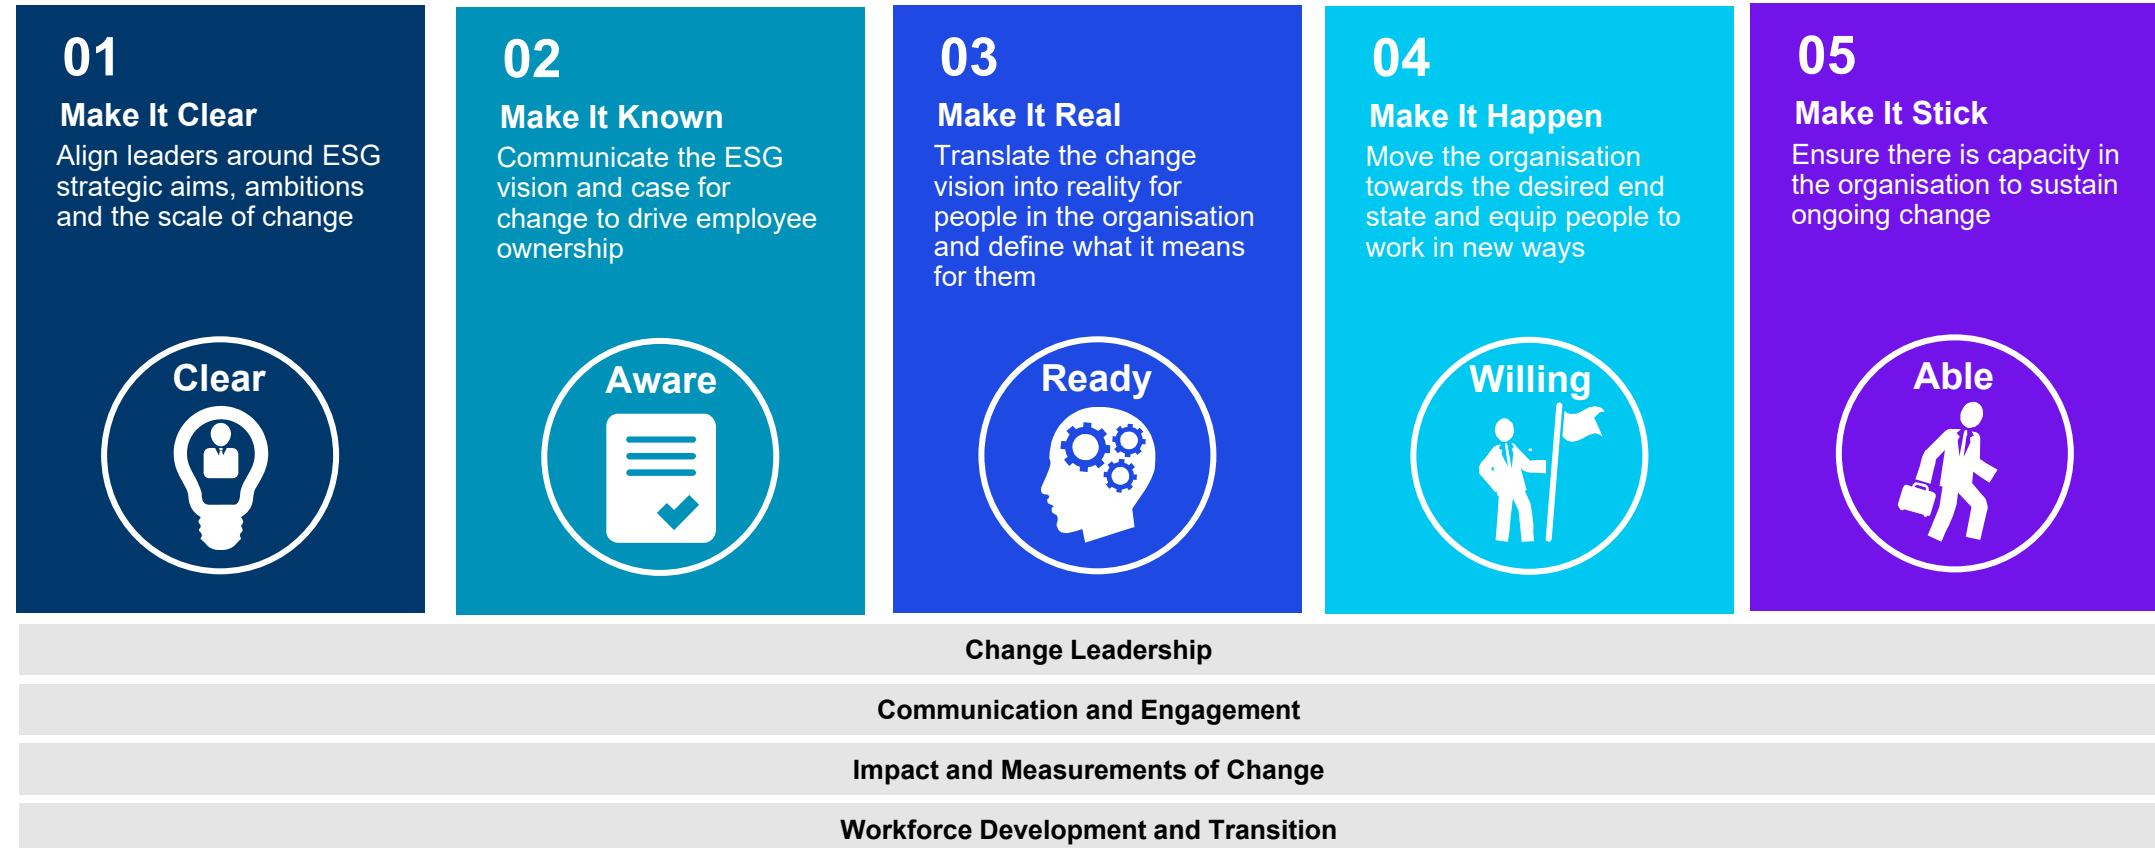 01
Make It Clear
Align leaders around ESG
strategic aims, ambitions
and the scale of change
Clear
02
Make It Known
Communicate the ESG
vision and case for
change to drive employee
ownership
Aware
03
Make It Real
Translate the change
vision into reality for
people in the organisation
and define what it means
for them
Ready
04
Make It Happen
Move the organisation
towards the desired end
state and equip people to
work in new ways
Willing
05
Make It Stick
Ensure there is capacity in
the organisation to sustain
ongoing change
Able
Change Leadership
Communication and Engagement
Impact and Measurements of Change
Workforce Development and Transition